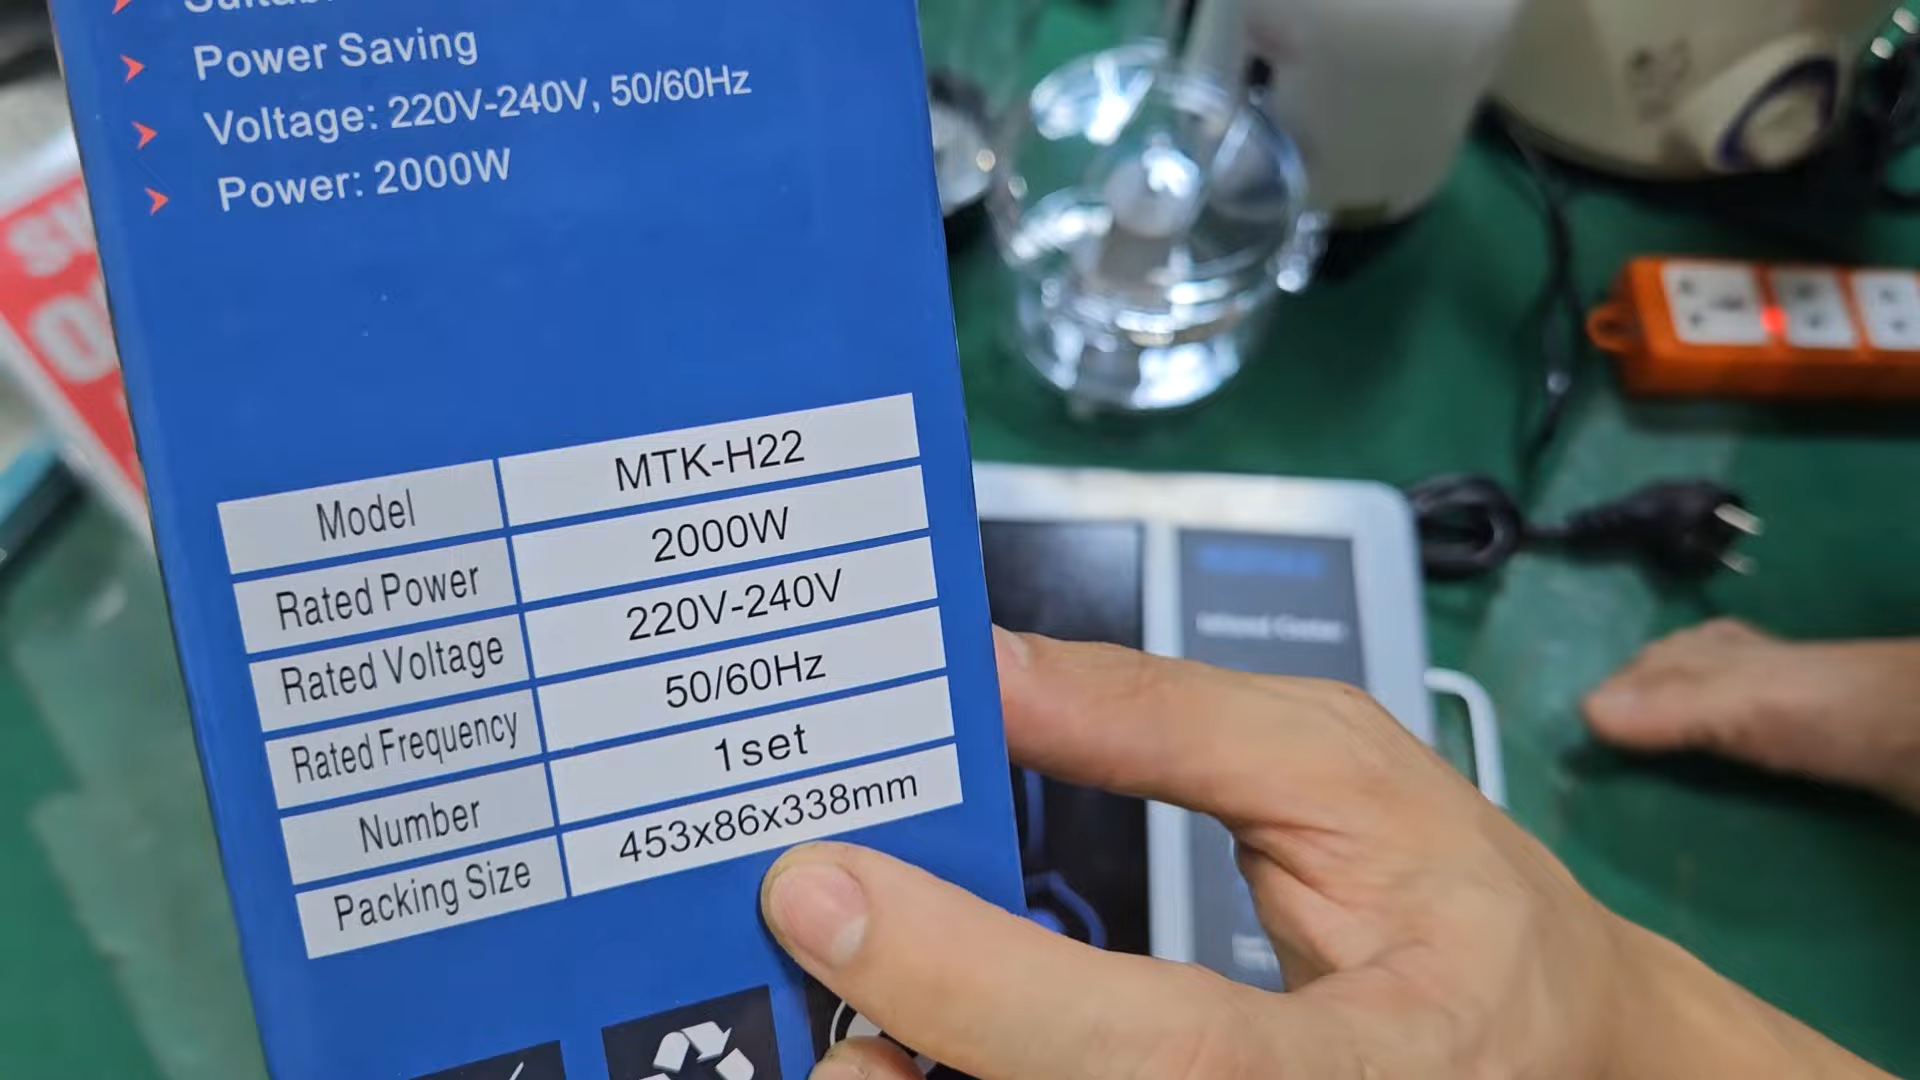 Power Saving
Voltage: 220V-240V, 50/60Hz
Power: 2000W
Model MTK-H22
Rated Power 2000W
Rated Voltage 220V-240V
Rated Frequency 50/60Hz
Number 1set
Packing Size 453x86x338mm